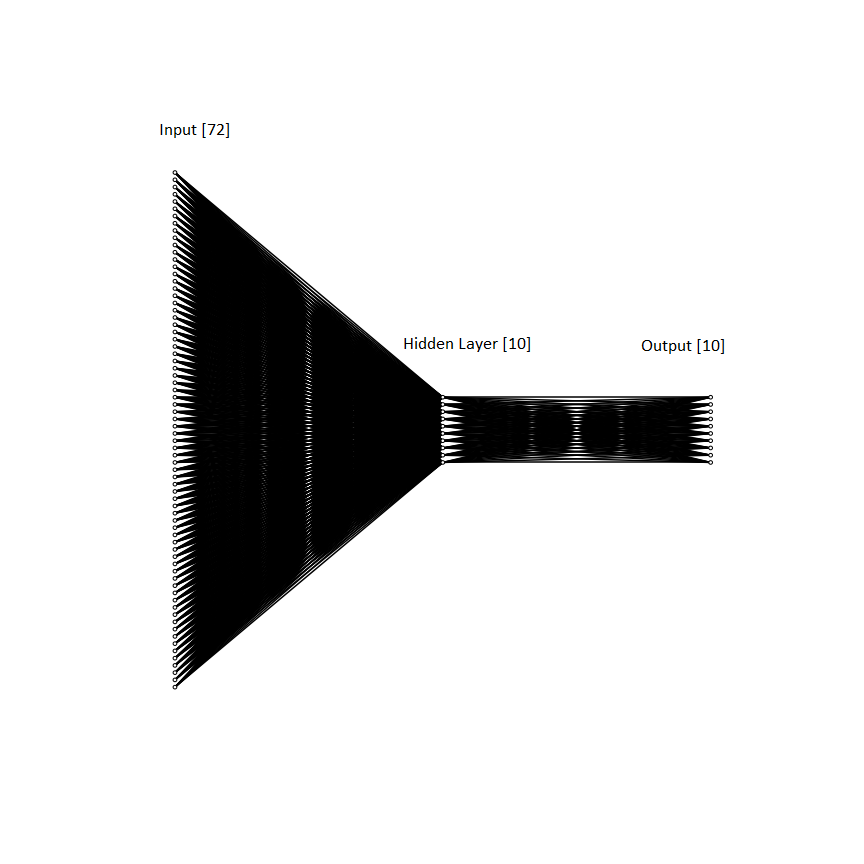 Input [72]
Hidden Layer [10]
Output [10]